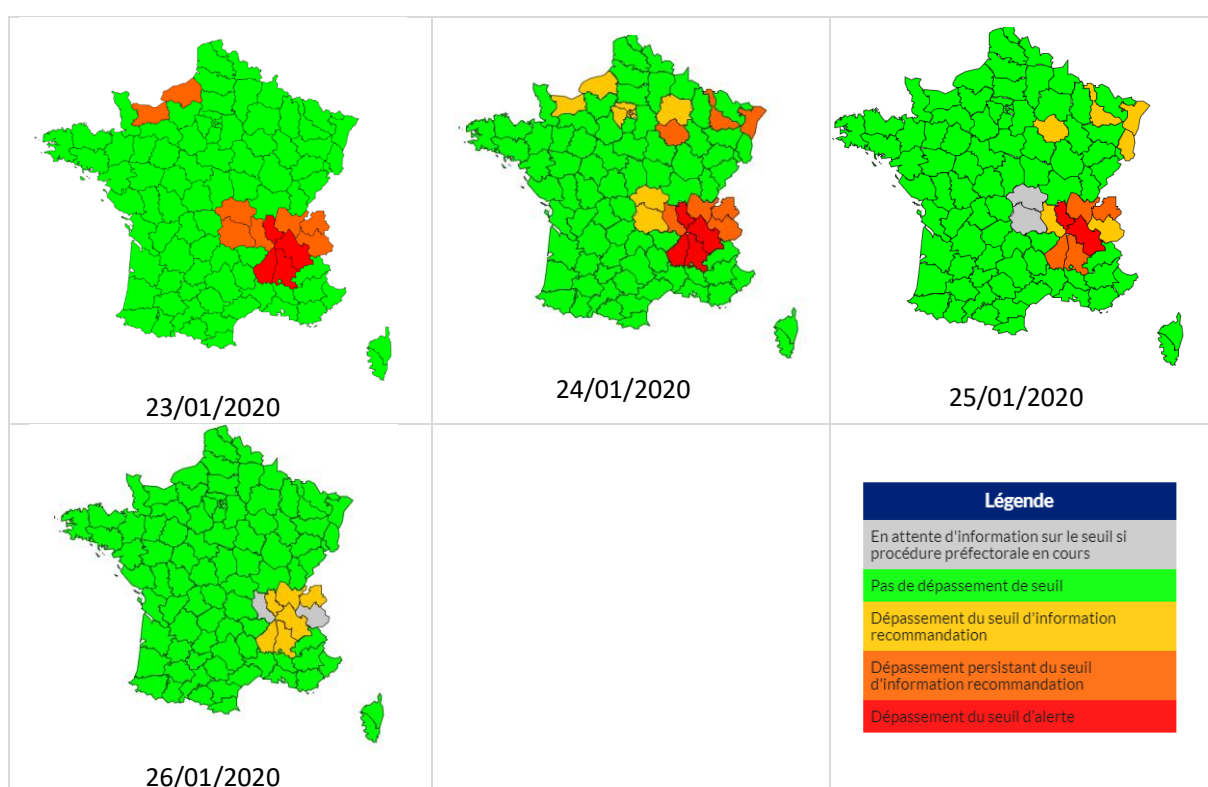 23/01/2020
24/01/2020
25/01/2020
26/01/2020
Légende
En attente d'information sur le seuil si
procédure préfectorale en cours
Pas de dépassement de seuil
Dépassement du seuil d'information
recommandation
Dépassement persistant du seuil
d'information recommandation
Dépassement du seuil d'alerte